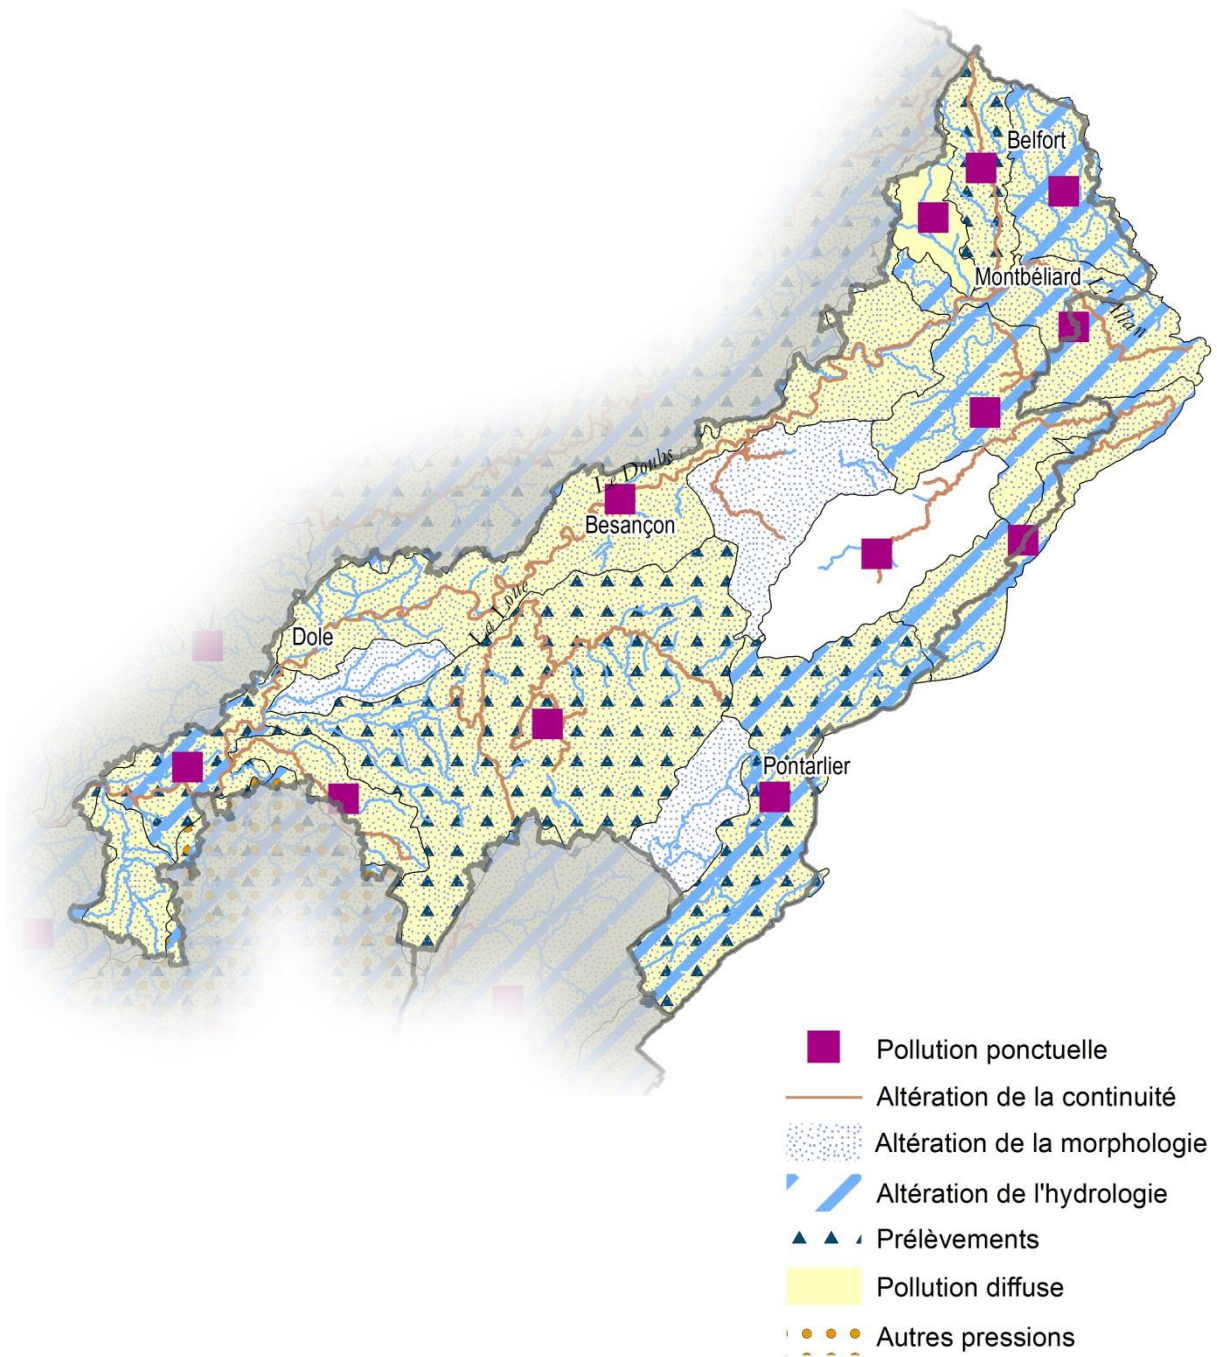 Belfort
Montbéliard
L'Allan
Le Doubs
Besançon
La Loue
Dole
Pontarlier
Pollution ponctuelle
Altération de la continuité
Altération de la morphologie
Altération de l'hydrologie
Prélèvements
Pollution diffuse
Autres pressions